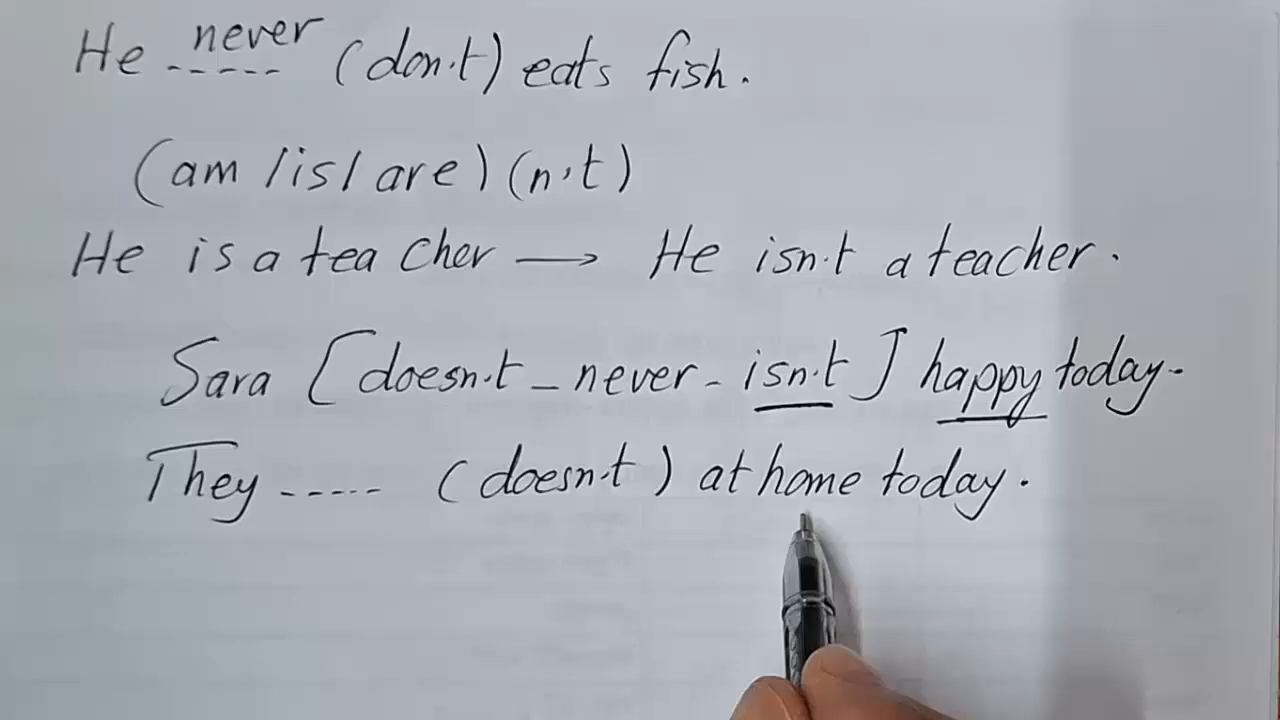 never
He ----- (don't) eats fish.
(am / is / are) (n't)
He is a teacher → He isn't a teacher.
Sara [doesn't - never - isn't] happy today.
They ----- (doesn't) at home today.